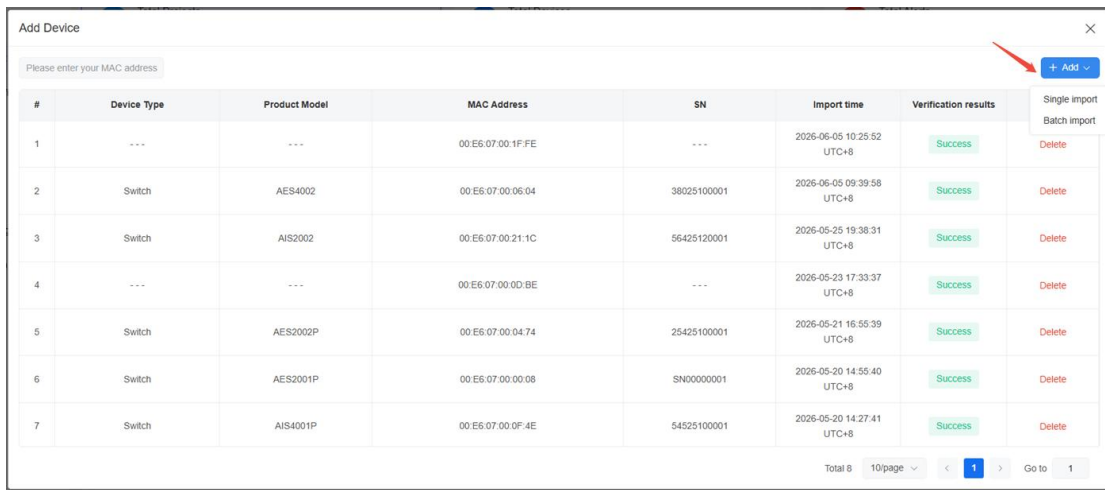 Add Device
Please enter your MAC address
+ Add
Single import
Batch import
# Device Type Product Model MAC Address SN Import time Verification results
1 --- --- 00:E6:07:00:1F:FE --- 2026-06-05 10:25:52 UTC+8 Success Delete
2 Switch AES4002 00:E6:07:00:06:04 38025100001 2026-06-05 09:39:58 UTC+8 Success Delete
3 Switch AIS2002 00:E6:07:00:21:1C 56425120001 2026-05-25 19:38:31 UTC+8 Success Delete
4 --- --- 00:E6:07:00:0D:BE --- 2026-05-23 17:33:37 UTC+8 Success Delete
5 Switch AES2002P 00:E6:07:00:04:74 25425100001 2026-05-21 16:55:39 UTC+8 Success Delete
6 Switch AES2001P 00:E6:07:00:00:08 SN00000001 2026-05-20 14:55:40 UTC+8 Success Delete
7 Switch AIS4001P 00:E6:07:00:0F:4E 54525100001 2026-05-20 14:27:41 UTC+8 Success Delete
Total 8 10/page < 1 > Go to 1